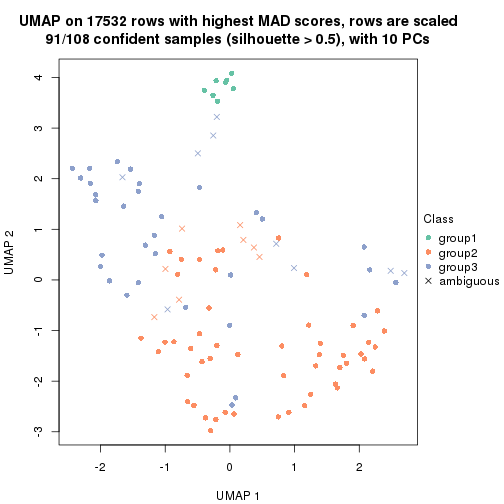 UMAP on 17532 rows with highest MAD scores, rows are scaled
91/108 confident samples (silhouette > 0.5), with 10 PCs
4
3
2
1
0
-1
-2
-3
UMAP 2
-2
-1
0
1
2
UMAP 1
Class
group1
group2
group3
ambiguous